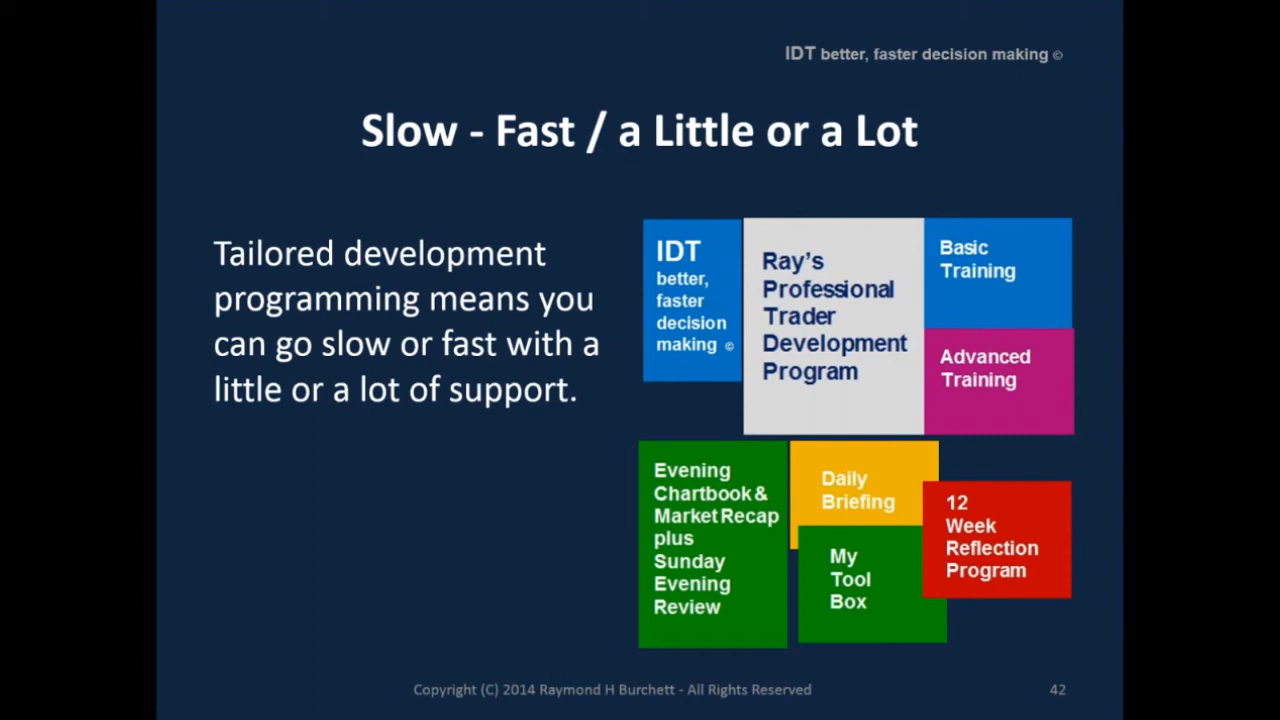 IDT better, faster decision making ©
Slow - Fast / a Little or a Lot
Tailored development
programming means you
can go slow or fast with a
little or a lot of support.
IDT
better,
faster
decision
making ©
Ray's
Professional
Trader
Development
Program
Basic
Training
Advanced
Training
Evening
Chartbook &
Market Recap
plus
Sunday
Evening
Review
Daily
Briefing
My
Tool
Box
12
Week
Reflection
Program
Copyright (C) 2014 Raymond H Burchett - All Rights Reserved
42